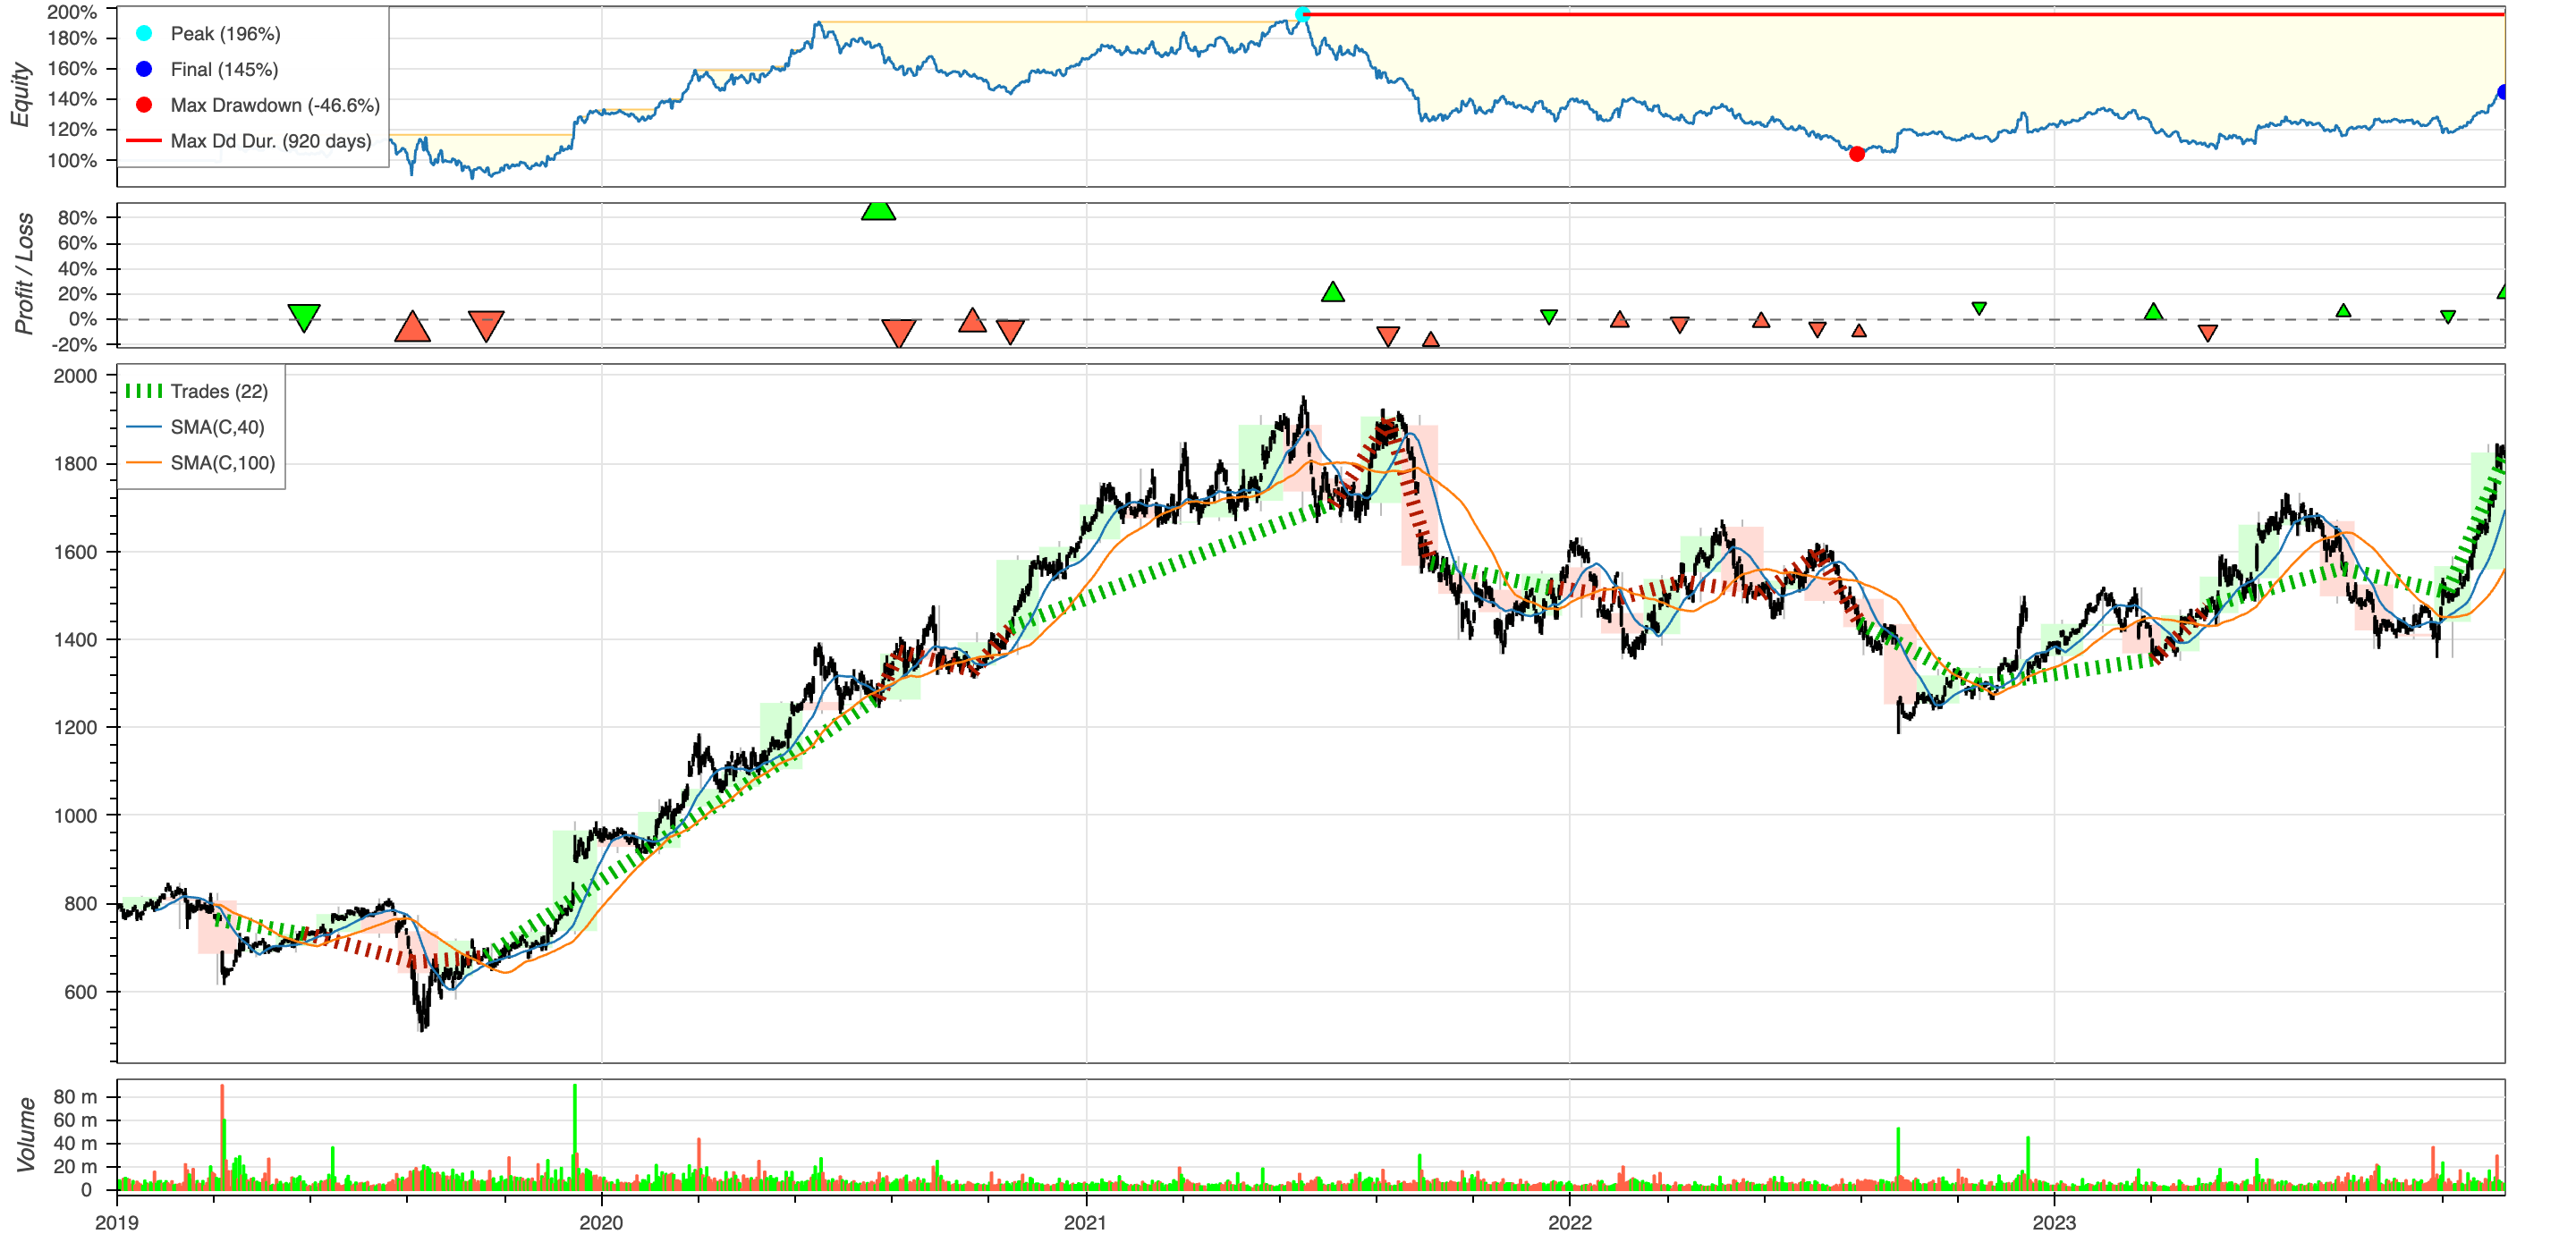 200%
180%
160%
140%
120%
100%
Equity
Peak (196%)
Final (145%)
Max Drawdown (-46.6%)
Max Dd Dur. (920 days)
80%
60%
40%
20%
0%
-20%
Profit / Loss
2000
1800
1600
1400
1200
1000
800
600
Trades (22)
SMA(C,40)
SMA(C,100)
80 m
60 m
40 m
20 m
0
Volume
2019 2020 2021 2022 2023